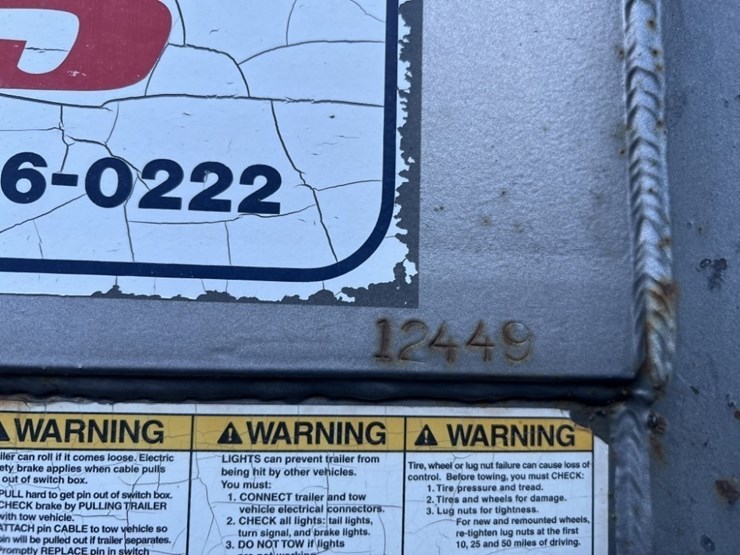 6-0222
12449
WARNING
WARNING
WARNING
can roll if it comes loose. Electric
brake applies when cable pulls
out of switch box.
PULL hard to get pin out of switch box.
CHECK brake by PULLING TRAILER
with tow vehicle.
ATTACH pin CABLE to tow vehicle so
pin will be pulled out if trailer separates.
Promptly REPLACE pin in switch
LIGHTS can prevent trailer from
being hit by other vehicles.
You must:
1. CONNECT trailer and tow
vehicle electrical connectors.
2. CHECK all lights: tail lights,
turn signal, and brake lights.
3. DO NOT TOW if lights
Tire, wheel or lug nut failure can cause loss of
control. Before towing, you must CHECK:
1. Tire pressure and tread.
2. Tires and wheels for damage.
3. Lug nuts for tightness.
For new and remounted wheels,
re-tighten lug nuts at the first
10, 25 and 50 miles of driving.